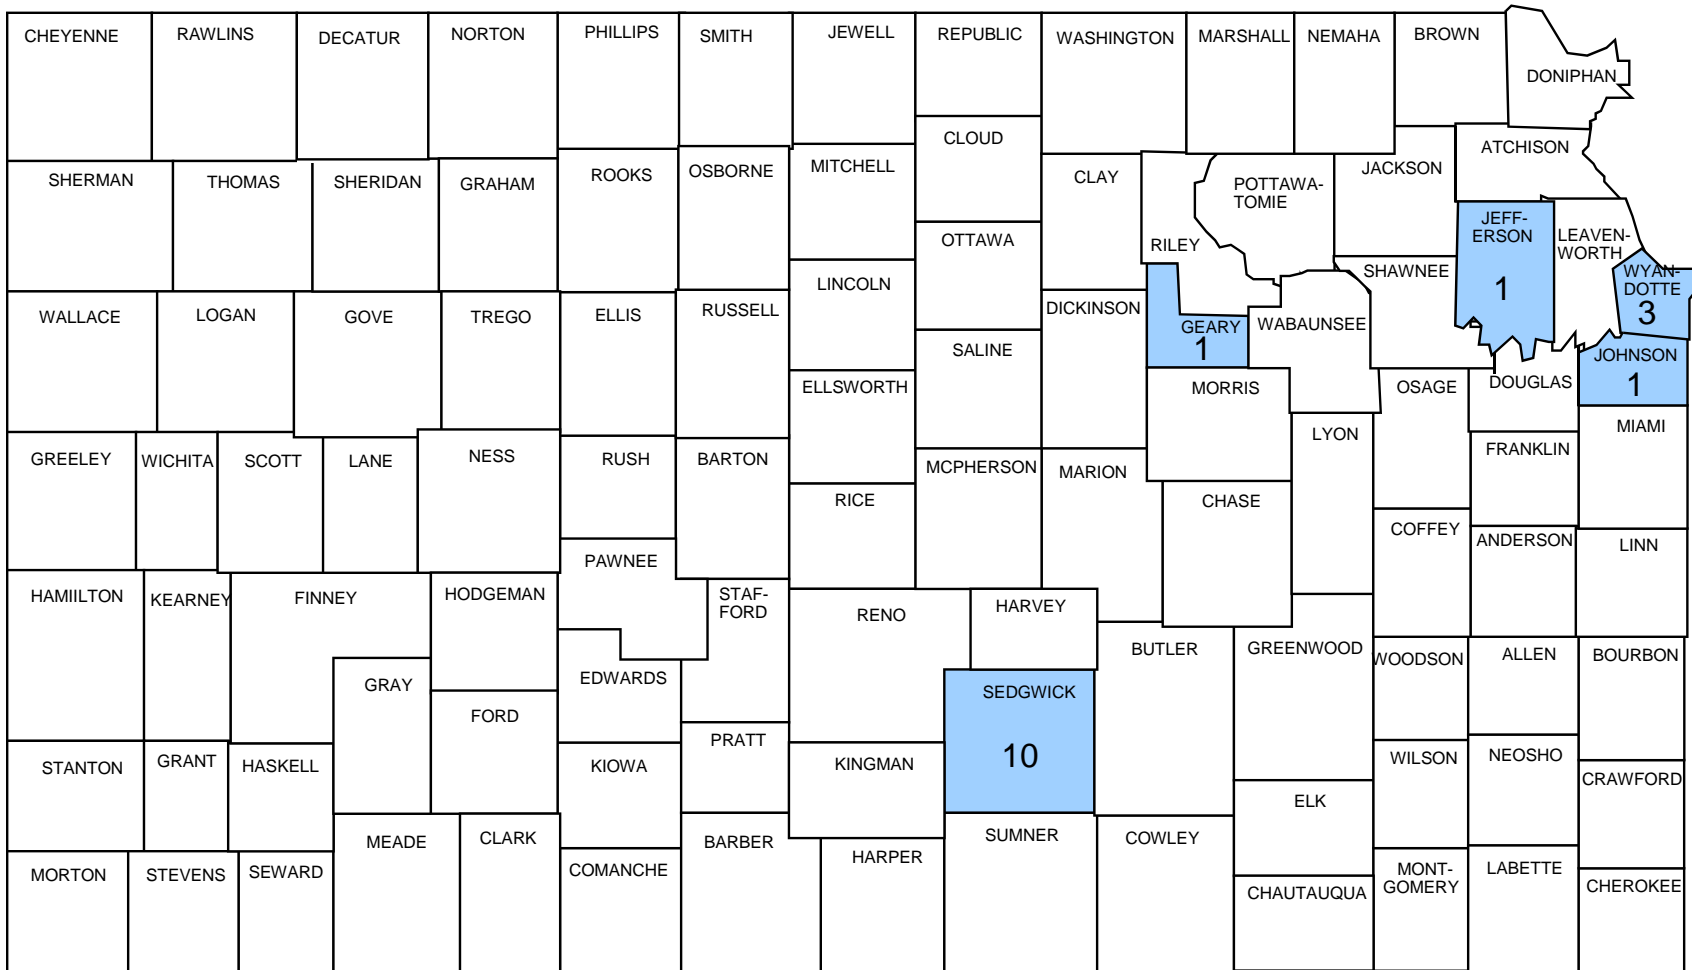 CHEYENNE
RAWLINS
DECATUR
NORTON
PHILLIPS
SMITH
JEWELL
REPUBLIC
WASHINGTON
MARSHALL
NEMAHA
BROWN
DONIPHAN
CLOUD
ATCHISON
SHERMAN
THOMAS
SHERIDAN
GRAHAM
ROOKS
OSBORNE
MITCHELL
CLAY
POTTAWA-
TOMIE
JACKSON
JEFF-
ERSON
1
LEAVEN-
WORTH
OTTAWA
RILEY
LINCOLN
SHAWNEE
WYAN-
DOTTE
3
WALLACE
LOGAN
GOVE
TREGO
ELLIS
RUSSELL
DICKINSON
GEARY
1
WABAUNSEE
SALINE
JOHNSON
1
ELLSWORTH
MORRIS
OSAGE
DOUGLAS
MIAMI
GREELEY
WICHITA
SCOTT
LANE
NESS
RUSH
BARTON
MCPHERSON
MARION
LYON
FRANKLIN
RICE
CHASE
COFFEY
ANDERSON
LINN
PAWNEE
HAMIILTON
KEARNEY
FINNEY
HODGEMAN
STAF-
FORD
RENO
HARVEY
BUTLER
GREENWOOD
WOODSON
ALLEN
BOURBON
GRAY
EDWARDS
SEDGWICK
10
FORD
PRATT
STANTON
GRANT
HASKELL
KIOWA
KINGMAN
WILSON
NEOSHO
CRAWFORD
ELK
MEADE
CLARK
BARBER
SUMNER
COWLEY
HARPER
MORTON
STEVENS
SEWARD
COMANCHE
CHAUTAUQUA
MONT-
GOMERY
LABETTE
CHEROKEE